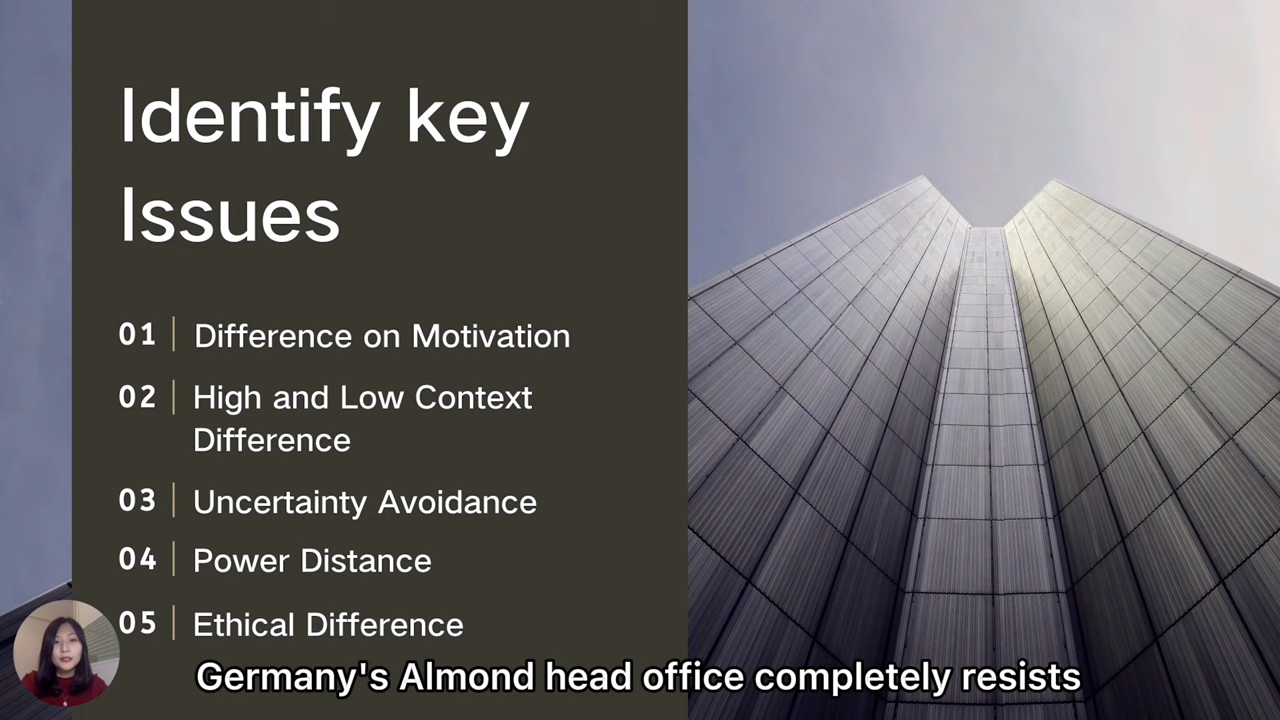 Identify key
Issues
01 Difference on Motivation
02 High and Low Context
Difference
03 Uncertainty Avoidance
04 Power Distance
05 Ethical Difference
Germany's Almond head office completely resists